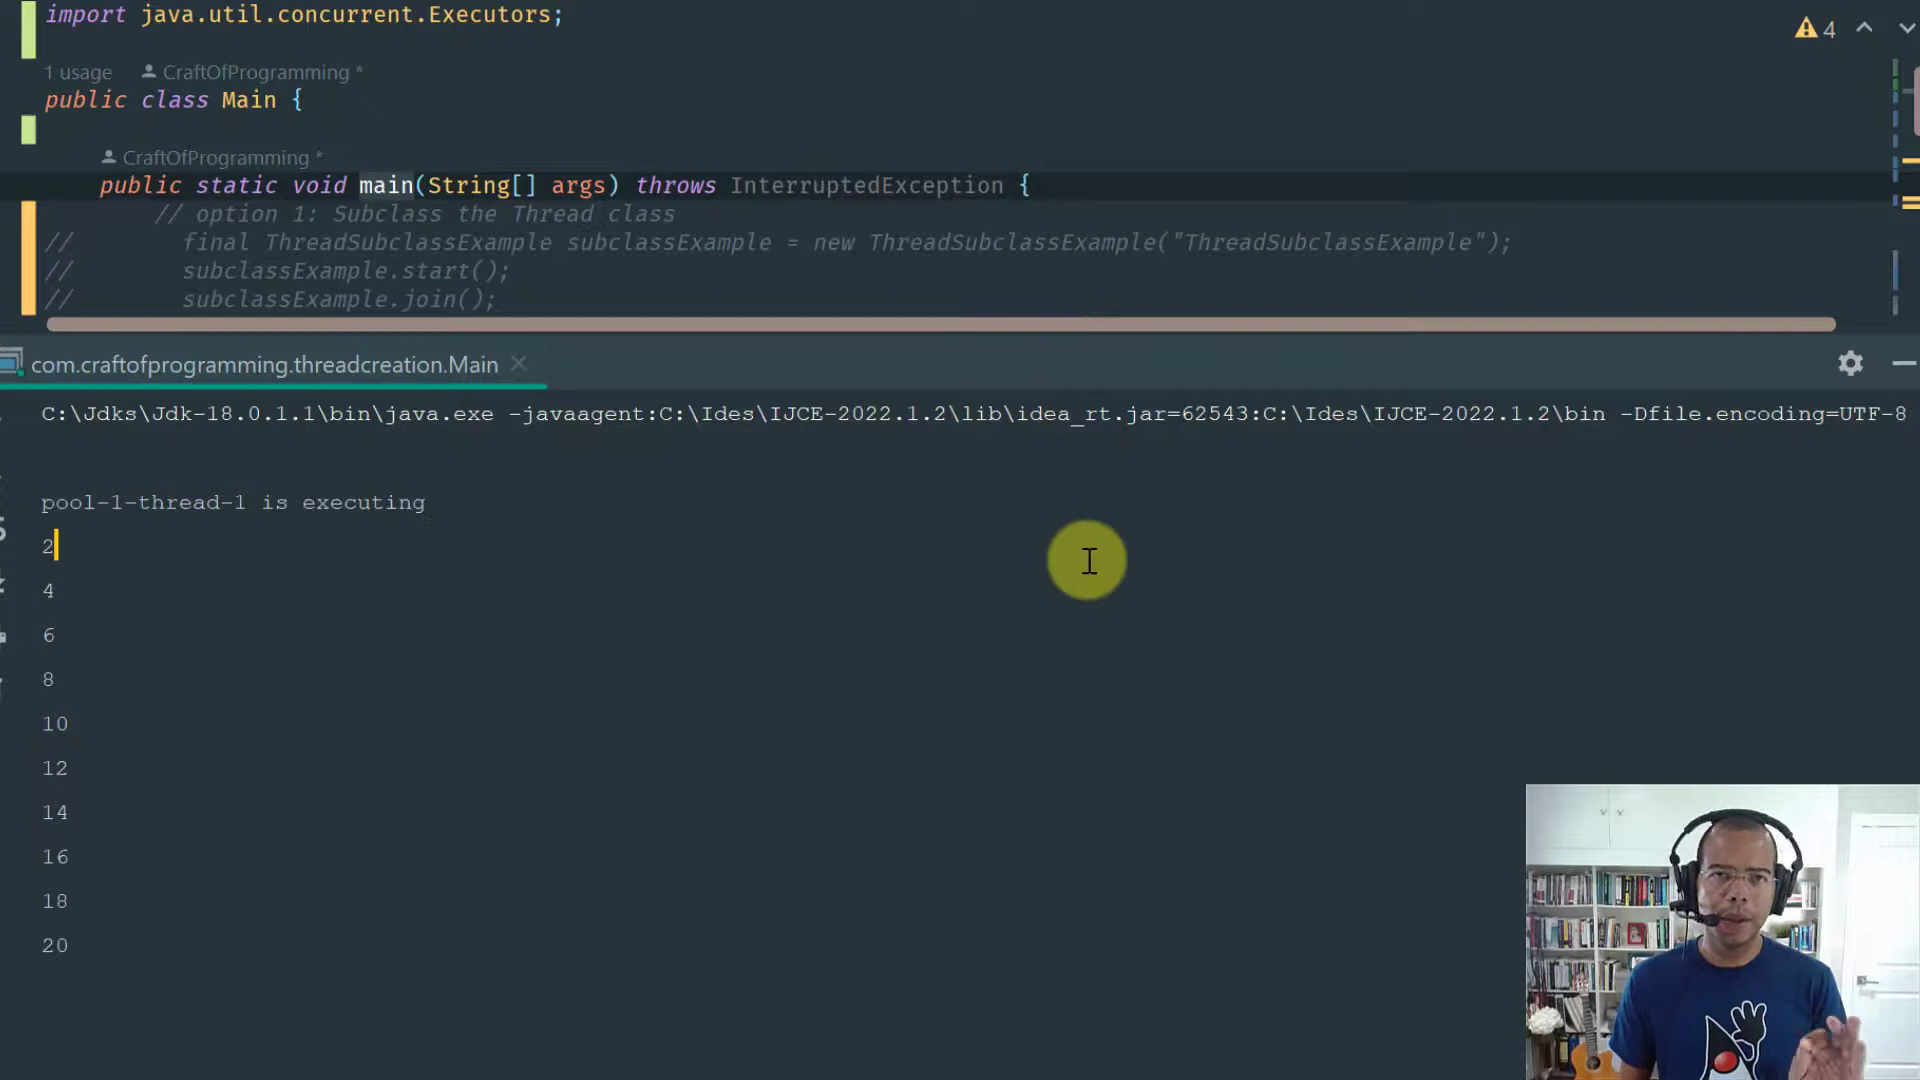 import java.util.concurrent.Executors;
4
1 usage CraftOfProgramming *
public class Main {
CraftOfProgramming *
public static void main(String[] args) throws InterruptedException {
// option 1: Subclass the Thread class
// final ThreadSubclassExample subclassExample = new ThreadSubclassExample("ThreadSubclassExample");
// subclassExample.start();
// subclassExample.join();
com.craftofprogramming.threadcreation.Main
C:\Jdks\Jdk-18.0.1.1\bin\java.exe -javaagent:C:\Ides\IJCE-2022.1.2\lib\idea_rt.jar=62543:C:\Ides\IJCE-2022.1.2\bin -Dfile.encoding=UTF-8
pool-1-thread-1 is executing
2
4
6
8
10
12
14
16
18
20